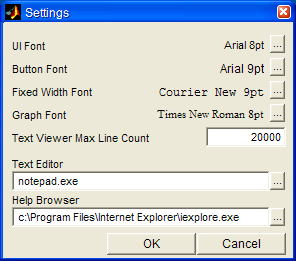 Settings
UI Font Arial 8pt ...
Button Font Arial 9pt ...
Fixed Width Font Courier New 9pt ...
Graph Font Times New Roman 8pt ...
Text Viewer Max Line Count 20000
Text Editor
notepad.exe ...
Help Browser
c:\Program Files\Internet Explorer\iexplore.exe ...
OK Cancel